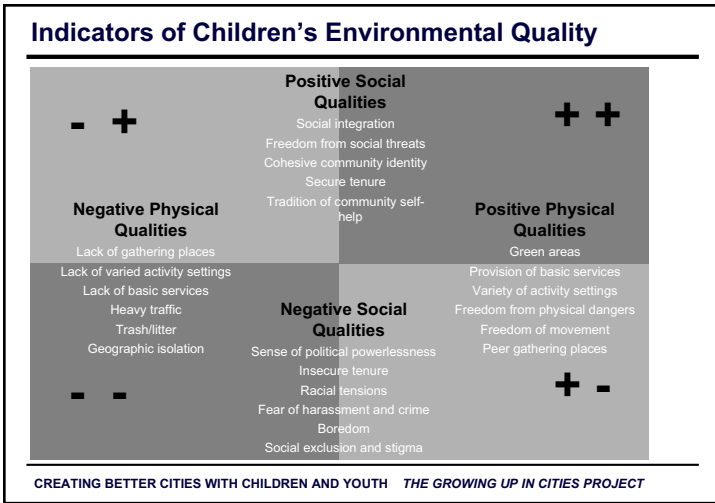 Indicators of Children’s Environmental Quality
- +
+ +
Positive Social
Qualities
Social integration
Freedom from social threats
Cohesive community identity
Secure tenure
Tradition of community self-
help
Negative Physical
Qualities
Lack of gathering places
Lack of varied activity settings
Lack of basic services
Heavy traffic
Trash/litter
Geographic isolation
Positive Physical
Qualities
Green areas
Provision of basic services
Variety of activity settings
Freedom from physical dangers
Freedom of movement
Peer gathering places
Negative Social
Qualities
Sense of political powerlessness
Insecure tenure
Racial tensions
Fear of harassment and crime
Boredom
Social exclusion and stigma
- -
+ -
CREATING BETTER CITIES WITH CHILDREN AND YOUTH THE GROWING UP IN CITIES PROJECT